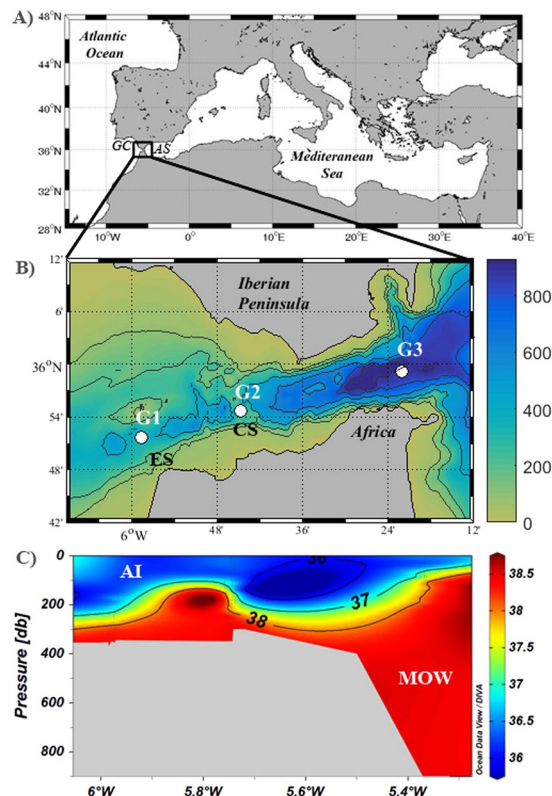 A)
48°N
44°N
40°N
36°N
32°N
28°N
Atlantic
Ocean
GC
AS
Mediterranean
Sea
10°W
0°
10°E
20°E
30°E
40°E
B)
12'
6'
36°N
54'
48'
42'
Iberian
Peninsula
G1
G2
G3
ES
CS
Africa
6°W
48'
36'
24'
12'
800
600
400
200
0
C)
0
200
400
600
800
Pressure [db]
AI
36
37
38
MOW
6°W
5.8°W
5.6°W
5.4°W
38.5
38
37.5
37
36.5
36
Ocean Data View / DIVA